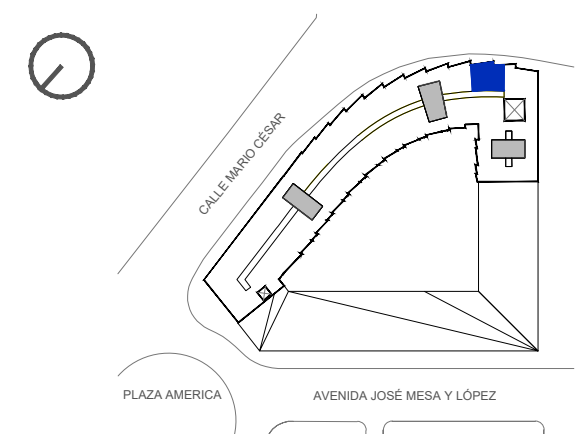 CALLE MARIO CÉSAR
PLAZA AMERICA
AVENIDA JOSÉ MESA Y LÓPEZ